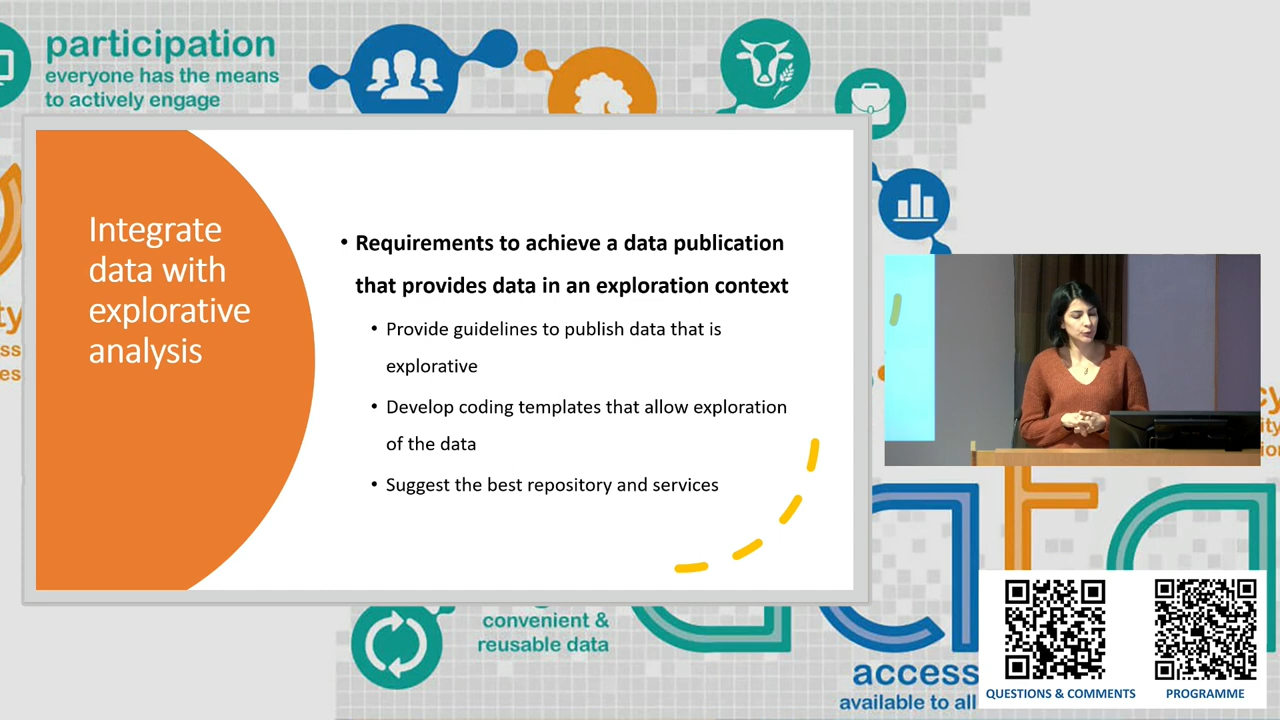 participation
everyone has the means
to actively engage
Integrate
data with
explorative
analysis
• Requirements to achieve a data publication
that provides data in an exploration context
• Provide guidelines to publish data that is
explorative
• Develop coding templates that allow exploration
of the data
• Suggest the best repository and services
convenient &
reusable data
access
available to all
QUESTIONS & COMMENTS
PROGRAMME